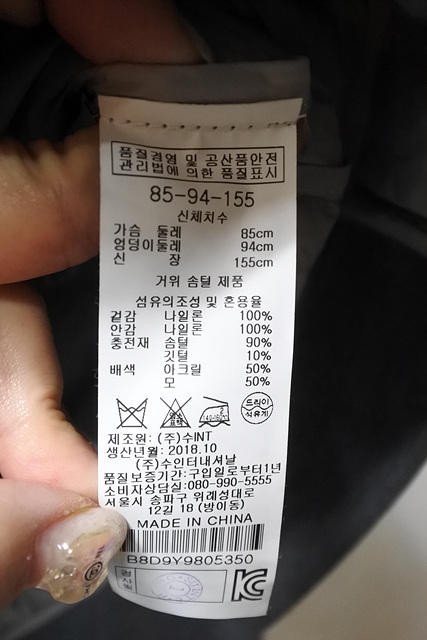 품질경영 및 공산품안전
관리법에 의한 품질표시
85-94-155
신체치수
가슴 둘레 85cm
엉덩이둘레 94cm
신 장 155cm
거위 솜털 제품
섬유의조성 및 혼용율
겉감 나일론 100%
안감 나일론 100%
충전재 솜털 90%
깃털 10%
배색 아크릴 50%
모 50%
드라이
석유계
제조원: (주)수INT
생산년월: 2018.10
(주)수인터내셔날
품질보증기간:구입일로부터1년
소비자상담실:080-990-5555
서울시 송파구 위례성대로
12길 18 (방이동)
MADE IN CHINA
B8D9Y9805350
검사필